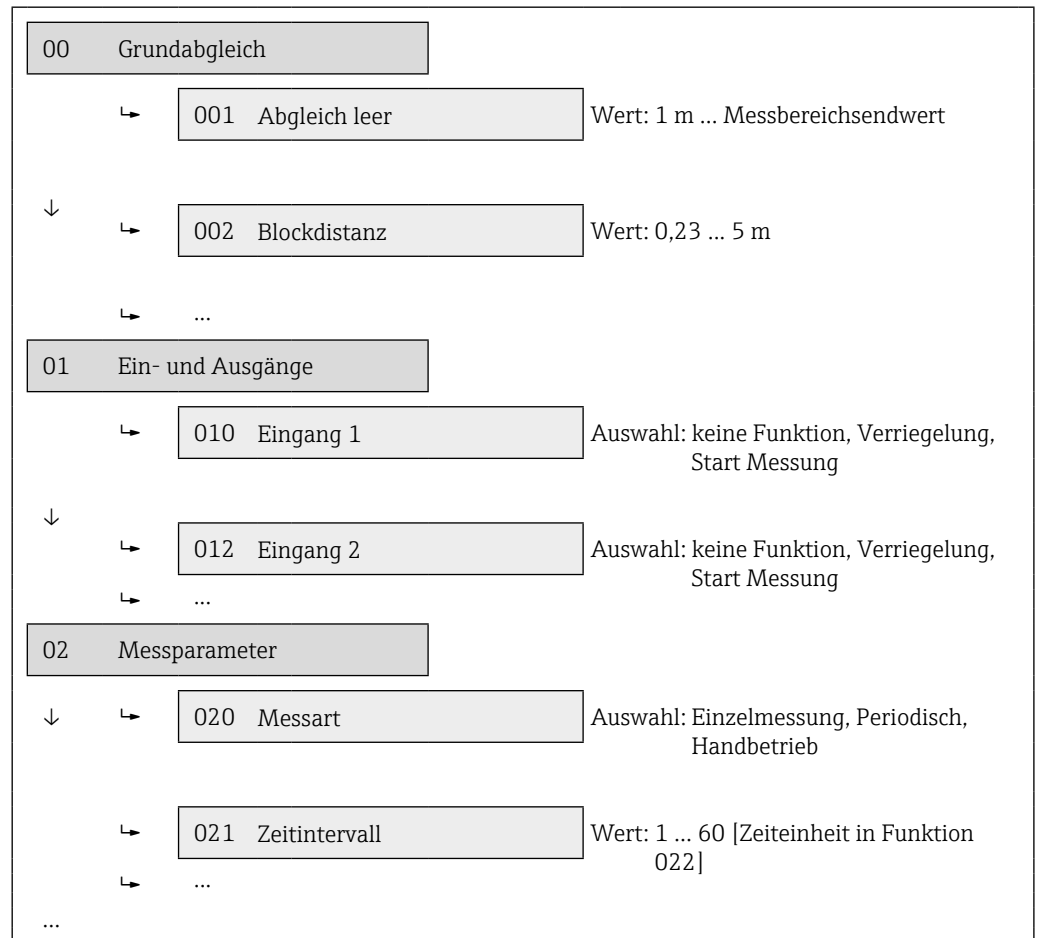 00 Grundabgleich
↳ 001 Abgleich leer Wert: 1 m ... Messbereichsendwert
↓
↳ 002 Blockdistanz Wert: 0,23 ... 5 m
↳ ...
01 Ein- und Ausgänge
↳ 010 Eingang 1 Auswahl: keine Funktion, Verriegelung,
Start Messung
↓
↳ 012 Eingang 2 Auswahl: keine Funktion, Verriegelung,
Start Messung
↳ ...
02 Messparameter
↓ ↳ 020 Messart Auswahl: Einzelmessung, Periodisch,
Handbetrieb
↳ 021 Zeitintervall Wert: 1 ... 60 [Zeiteinheit in Funktion
022]
↳ ...
...